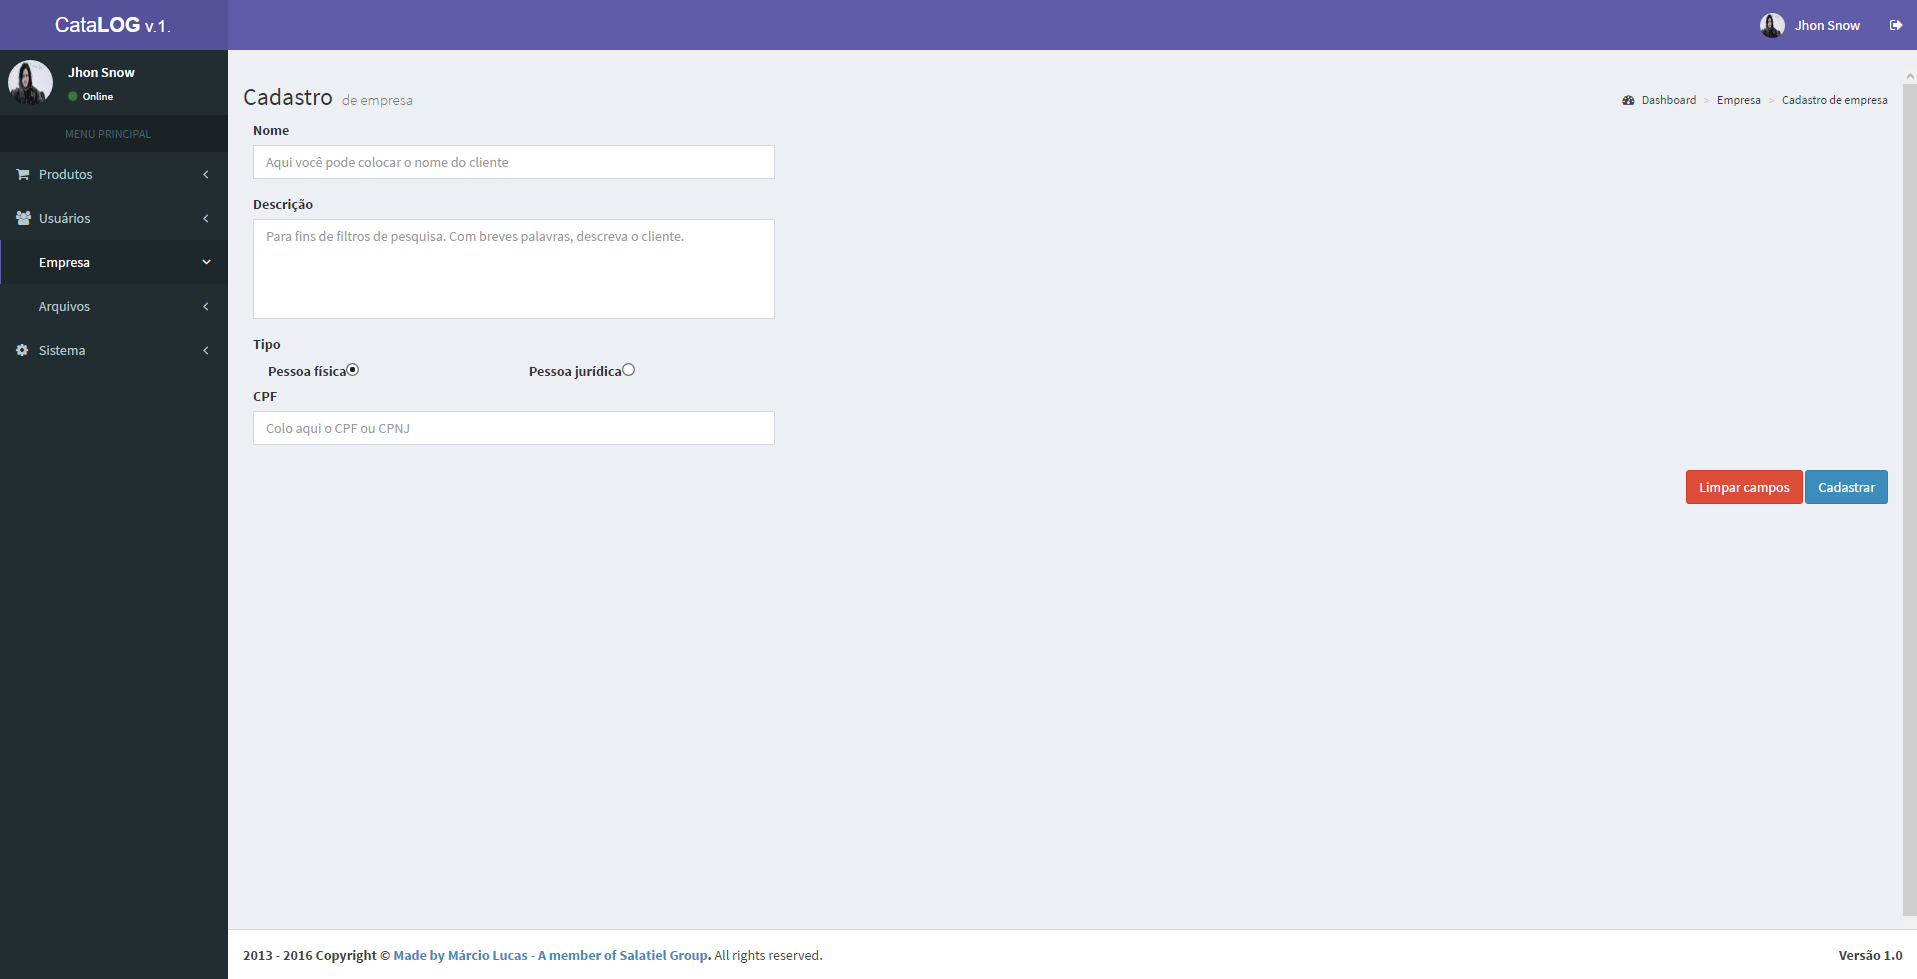 CataLOG v.1.
Jhon Snow
Jhon Snow
Online
MENU PRINCIPAL
Produtos
Usuários
Empresa
Arquivos
Sistema
Cadastro de empresa
Dashboard > Empresa > Cadastro de empresa
Nome
Aqui você pode colocar o nome do cliente
Descrição
Para fins de filtros de pesquisa. Com breves palavras, descreva o cliente.
Tipo
Pessoa física Pessoa jurídica
CPF
Colo aqui o CPF ou CPNJ
Limpar campos Cadastrar
2013 - 2016 Copyright © Made by Márcio Lucas - A member of Salatiel Group. All rights reserved.
Versão 1.0